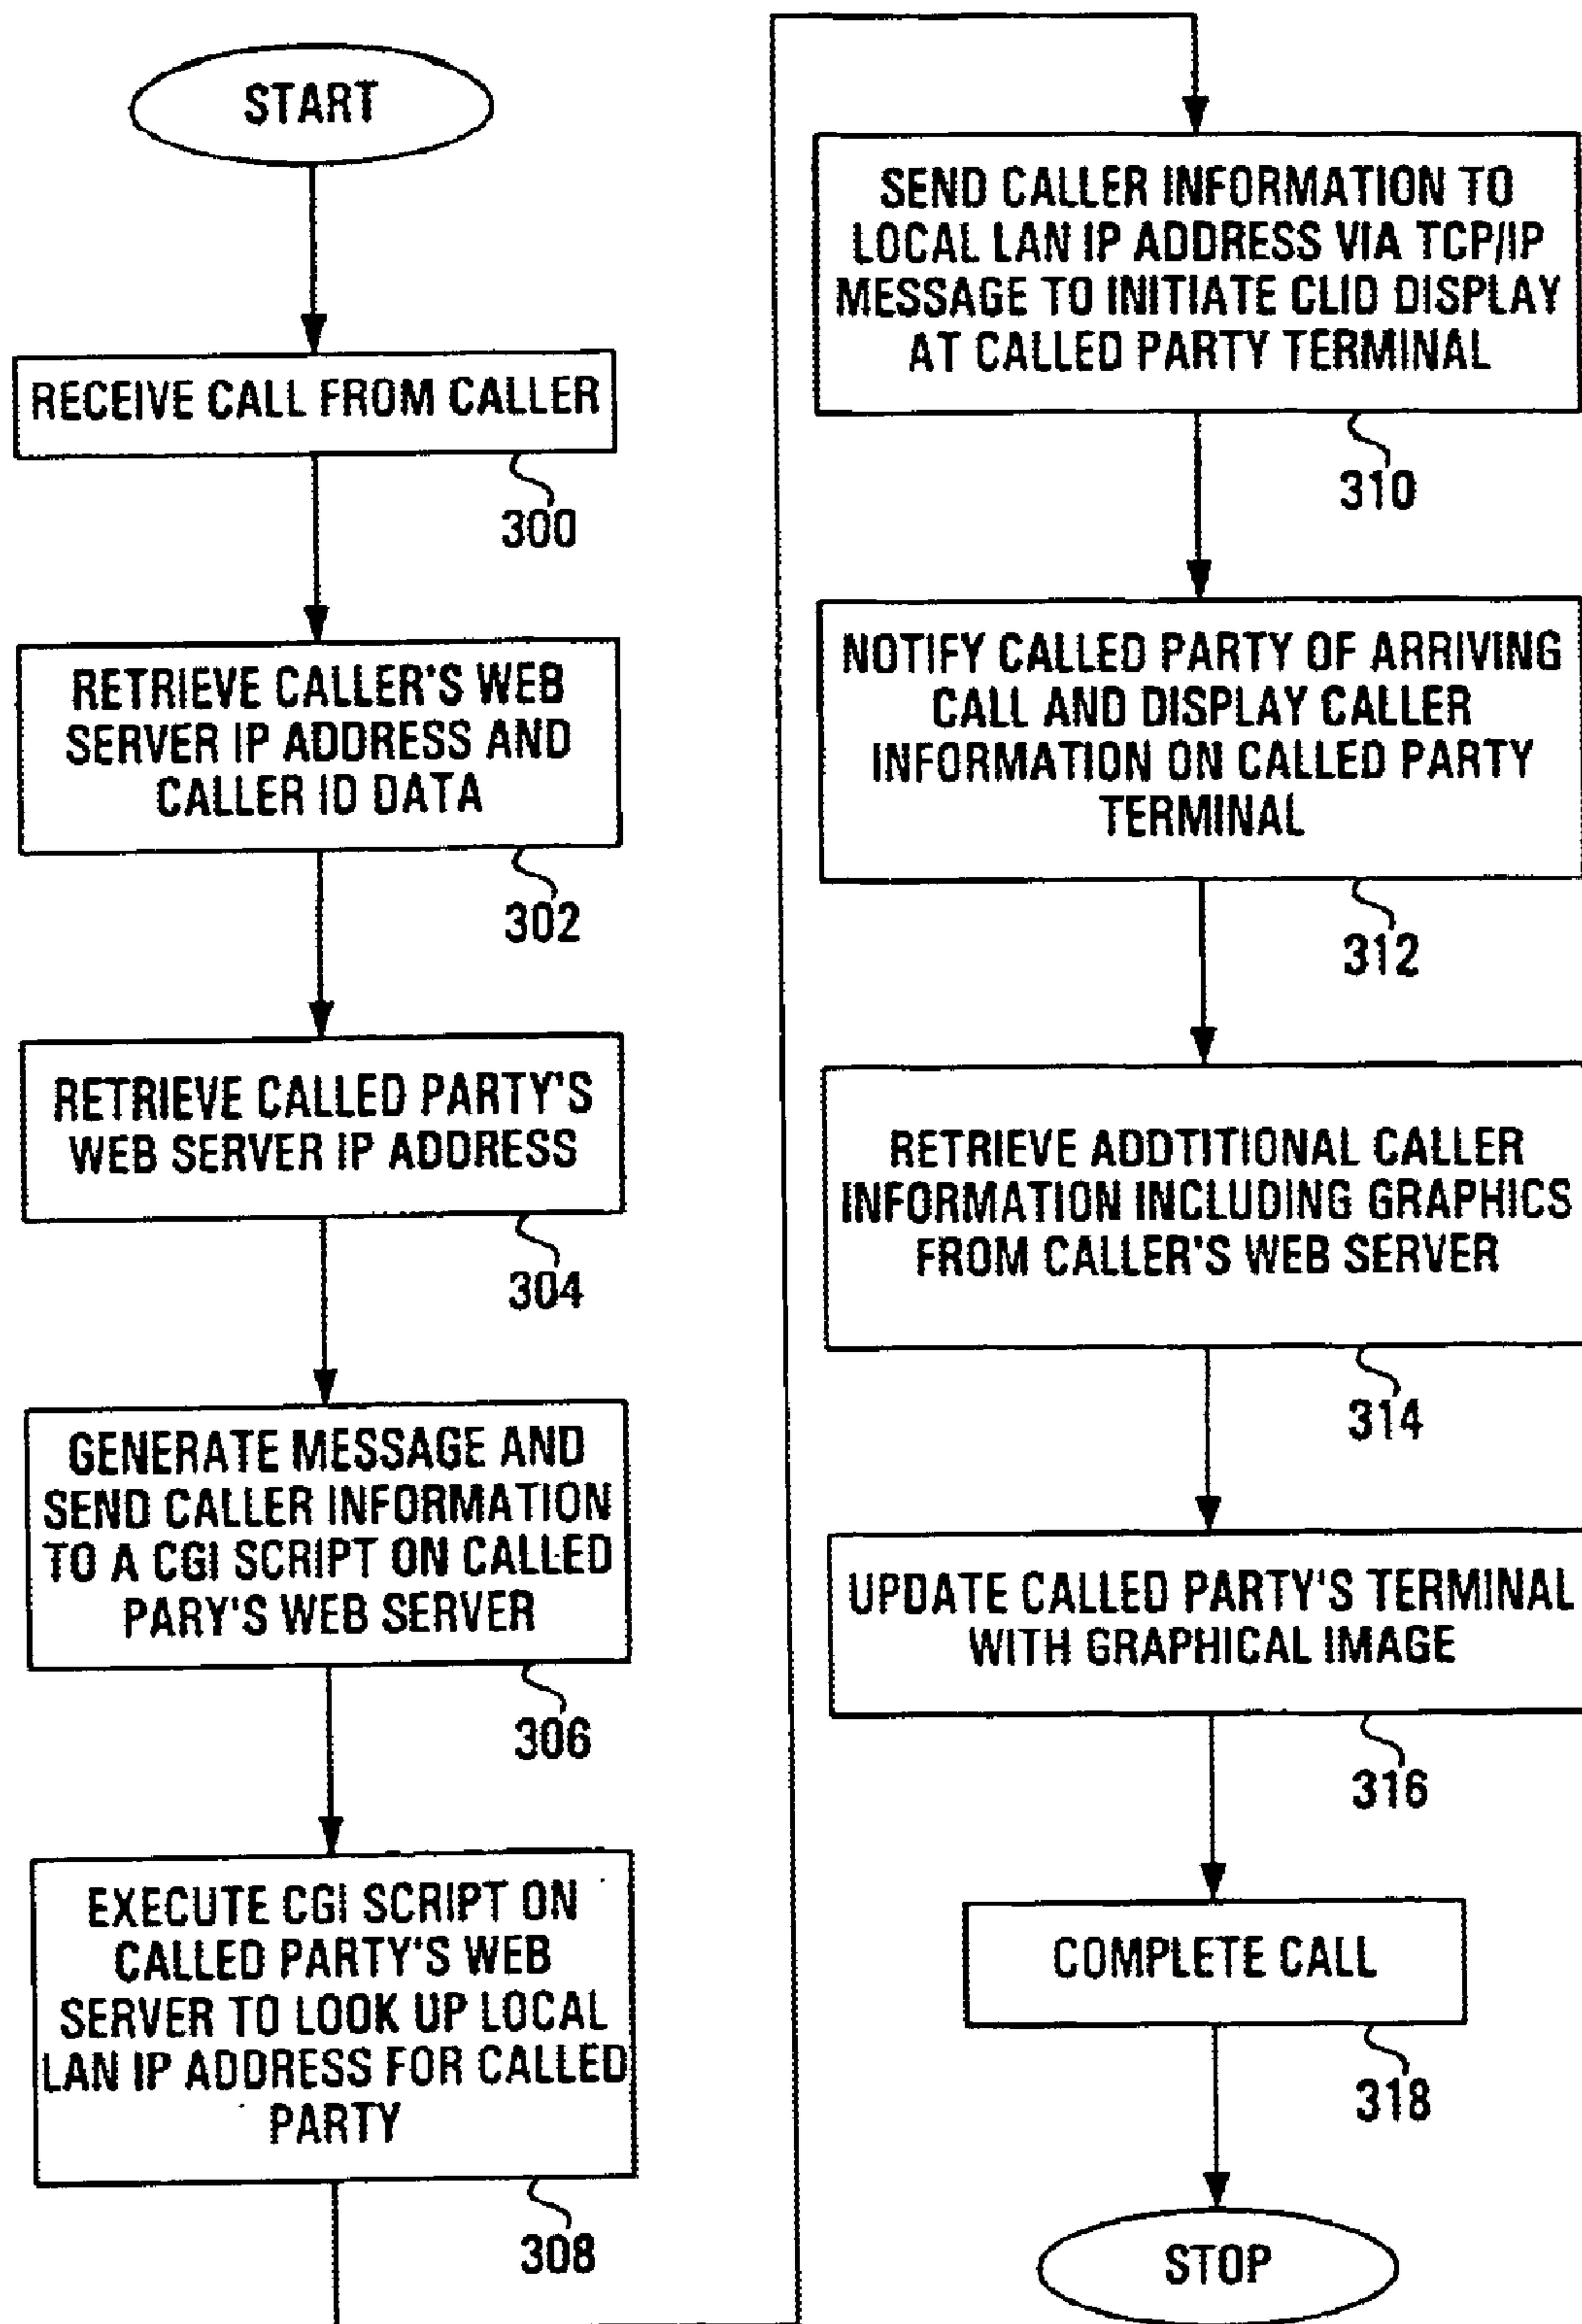 START
RECEIVE CALL FROM CALLER
300
RETRIEVE CALLER'S WEB
SERVER IP ADDRESS AND
CALLER ID DATA
302
RETRIEVE CALLED PARTY'S
WEB SERVER IP ADDRESS
304
GENERATE MESSAGE AND
SEND CALLER INFORMATION
TO A CGI SCRIPT ON CALLED
PARY'S WEB SERVER
306
EXECUTE CGI SCRIPT ON
CALLED PARTY'S WEB
SERVER TO LOOK UP LOCAL
LAN IP ADDRESS FOR CALLED
PARTY
308
SEND CALLER INFORMATION TO
LOCAL LAN IP ADDRESS VIA TCP/IP
MESSAGE TO INITIATE CLID DISPLAY
AT CALLED PARTY TERMINAL
310
NOTIFY CALLED PARTY OF ARRIVING
CALL AND DISPLAY CALLER
INFORMATION ON CALLED PARTY
TERMINAL
312
RETRIEVE ADDTITIONAL CALLER
INFORMATION INCLUDING GRAPHICS
FROM CALLER'S WEB SERVER
314
UPDATE CALLED PARTY'S TERMINAL
WITH GRAPHICAL IMAGE
316
COMPLETE CALL
318
STOP